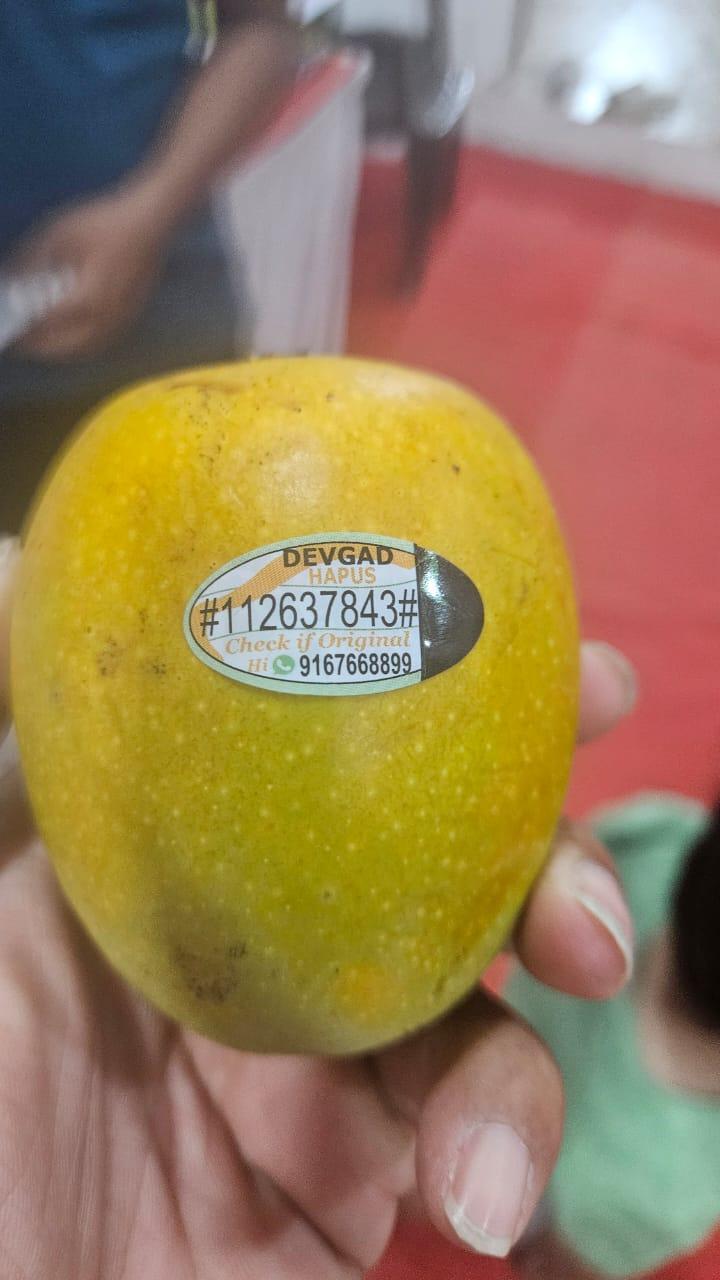 DEVGAD
HAPUS
#112637843#
Check if Original
Hi 9167668899